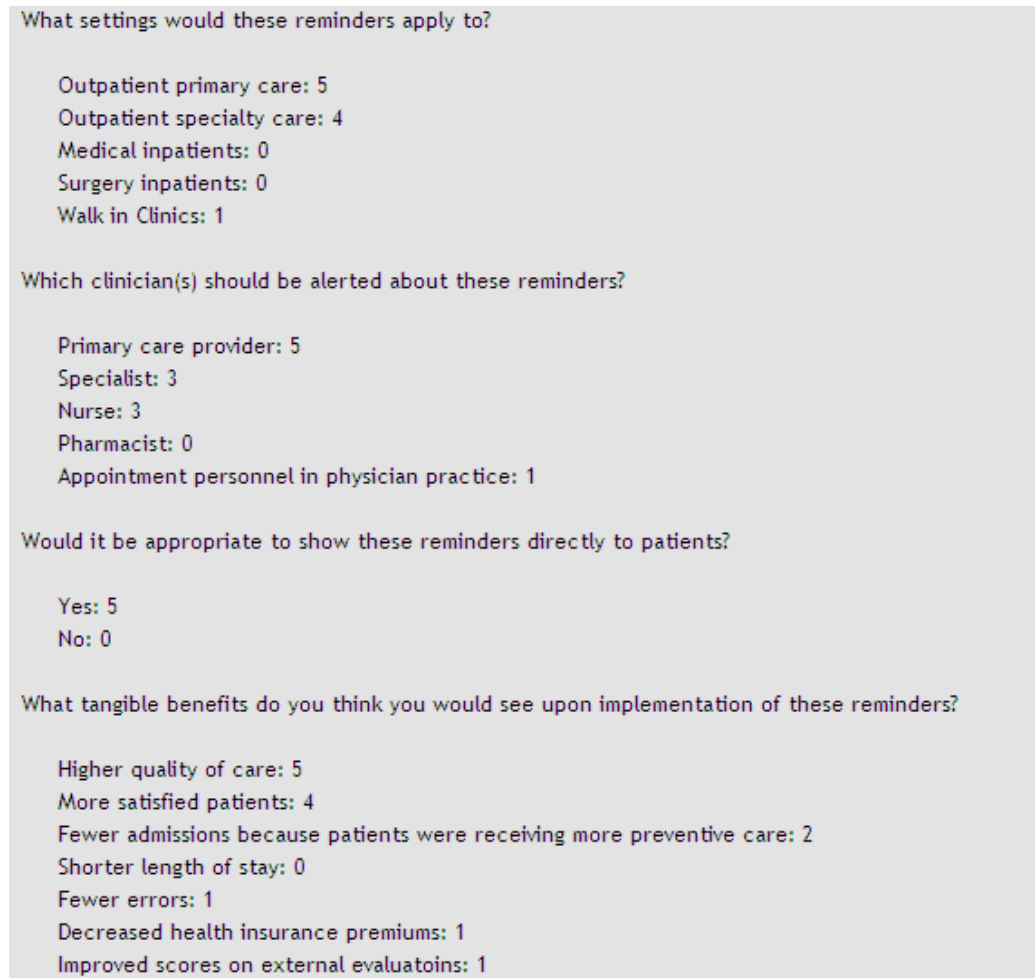 What settings would these reminders apply to?
Outpatient primary care: 5
Outpatient specialty care: 4
Medical inpatients: 0
Surgery inpatients: 0
Walk in Clinics: 1
Which clinician(s) should be alerted about these reminders?
Primary care provider: 5
Specialist: 3
Nurse: 3
Pharmacist: 0
Appointment personnel in physician practice: 1
Would it be appropriate to show these reminders directly to patients?
Yes: 5
No: 0
What tangible benefits do you think you would see upon implementation of these reminders?
Higher quality of care: 5
More satisfied patients: 4
Fewer admissions because patients were receiving more preventive care: 2
Shorter length of stay: 0
Fewer errors: 1
Decreased health insurance premiums: 1
Improved scores on external evaluatoins: 1